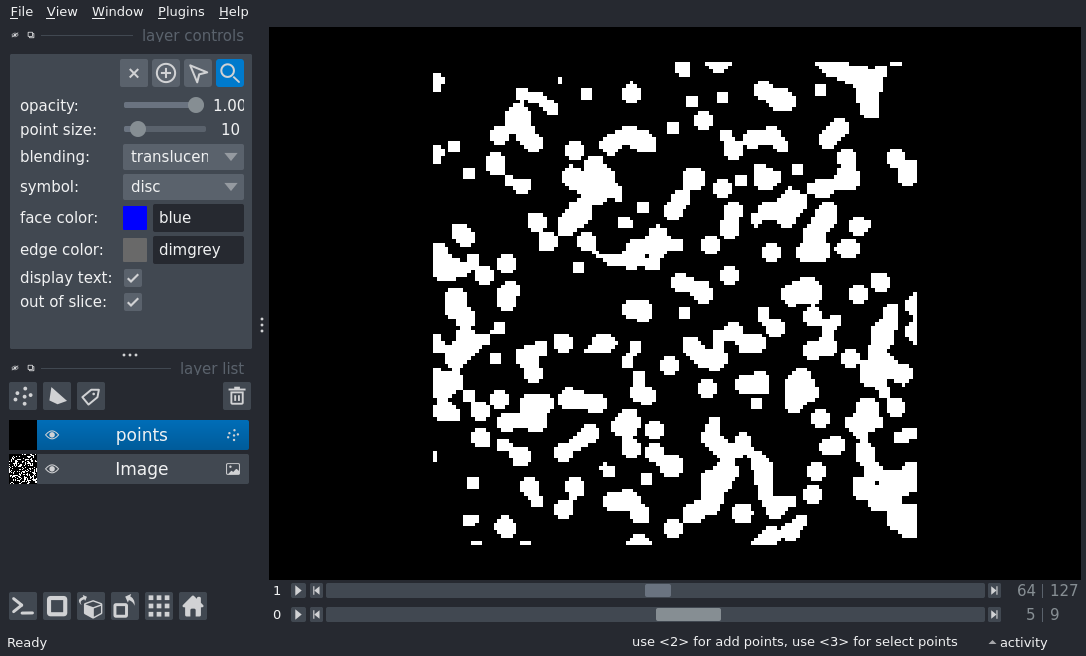 File View Window Plugins Help
layer controls
opacity: 1.00
point size: 10
blending: translucen
symbol: disc
face color: blue
edge color: dimgrey
display text:
out of slice:
layer list
points
Image
1 64 | 127
0 5 | 9
Ready use <2> for add points, use <3> for select points activity